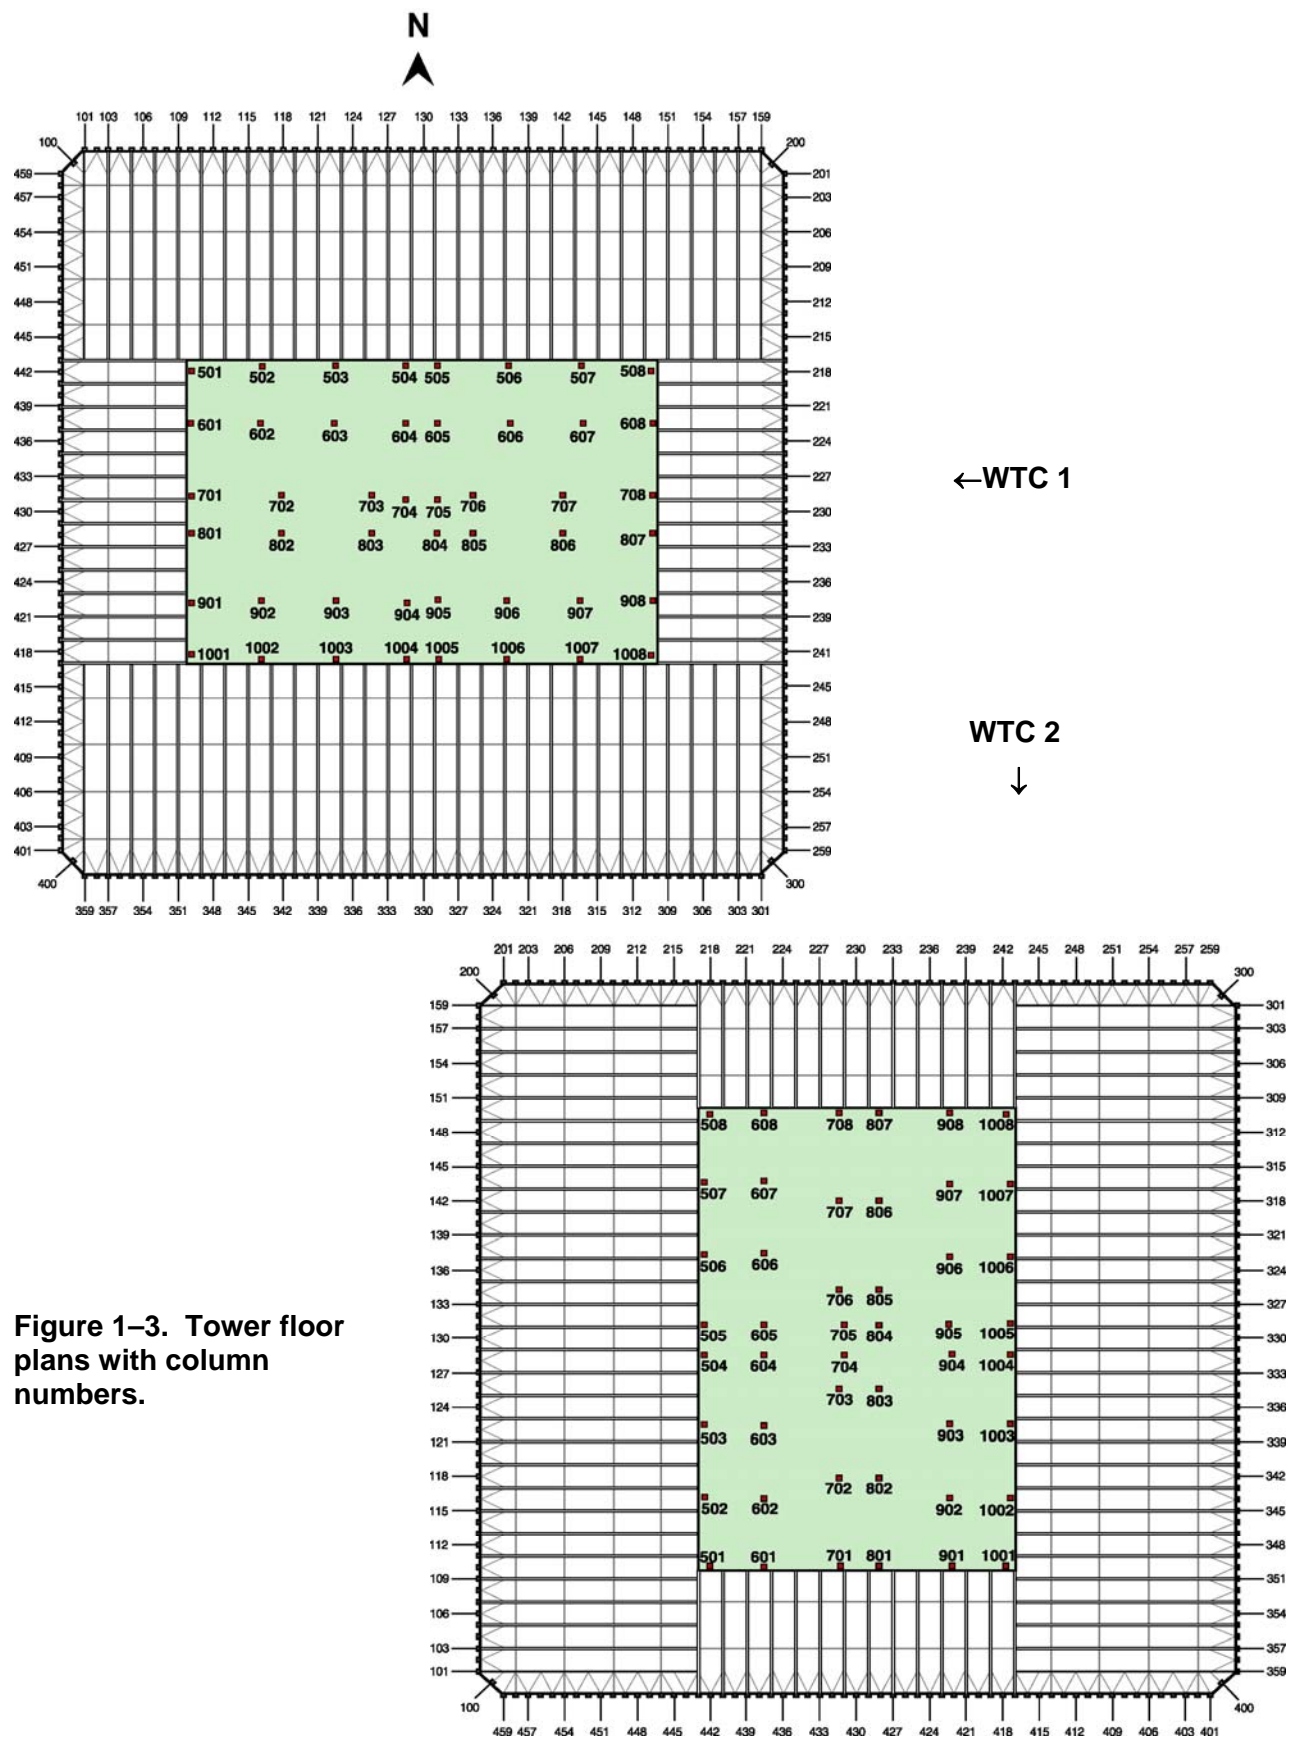 N
101 103 106 109 112 115 118 121 124 127 130 133 136 139 142 145 148 151 154 157 159
100 200
459 201
457 203
454 206
451 209
448 212
445 215
442 501 502 503 504 505 506 507 508 218
439 221
436 601 602 603 604 605 606 607 608 224
433 227
←WTC 1
430 701 702 703 704 705 706 707 708 230
427 801 802 803 804 805 806 807 233
424 236
421 901 902 903 904 905 906 907 908 239
418 1001 1002 1003 1004 1005 1006 1007 1008 241
415 245
412 248
WTC 2
↓
409 251
406 254
403 257
401 259
400 300
359 357 354 351 348 345 342 339 336 333 330 327 324 321 318 315 312 309 306 303 301
201 203 206 209 212 215 218 221 224 227 230 233 236 239 242 245 248 251 254 257 259
200 300
159 301
157 303
154 306
151 309
148 508 608 708 807 908 1008 312
145 315
142 507 607 707 806 907 1007 318
139 321
136 506 606 906 1006 324
133 706 805 327
130 505 605 705 804 905 1005 330
127 504 604 704 904 1004 333
124 703 803 336
121 503 603 903 1003 339
118 702 802 342
115 502 602 902 1002 345
112 501 601 701 801 901 1001 348
109 351
106 354
103 357
101 359
100 400
459 457 454 451 448 445 442 439 436 433 430 427 424 421 418 415 412 409 406 403 401
Figure 1–3. Tower floor
plans with column
numbers.